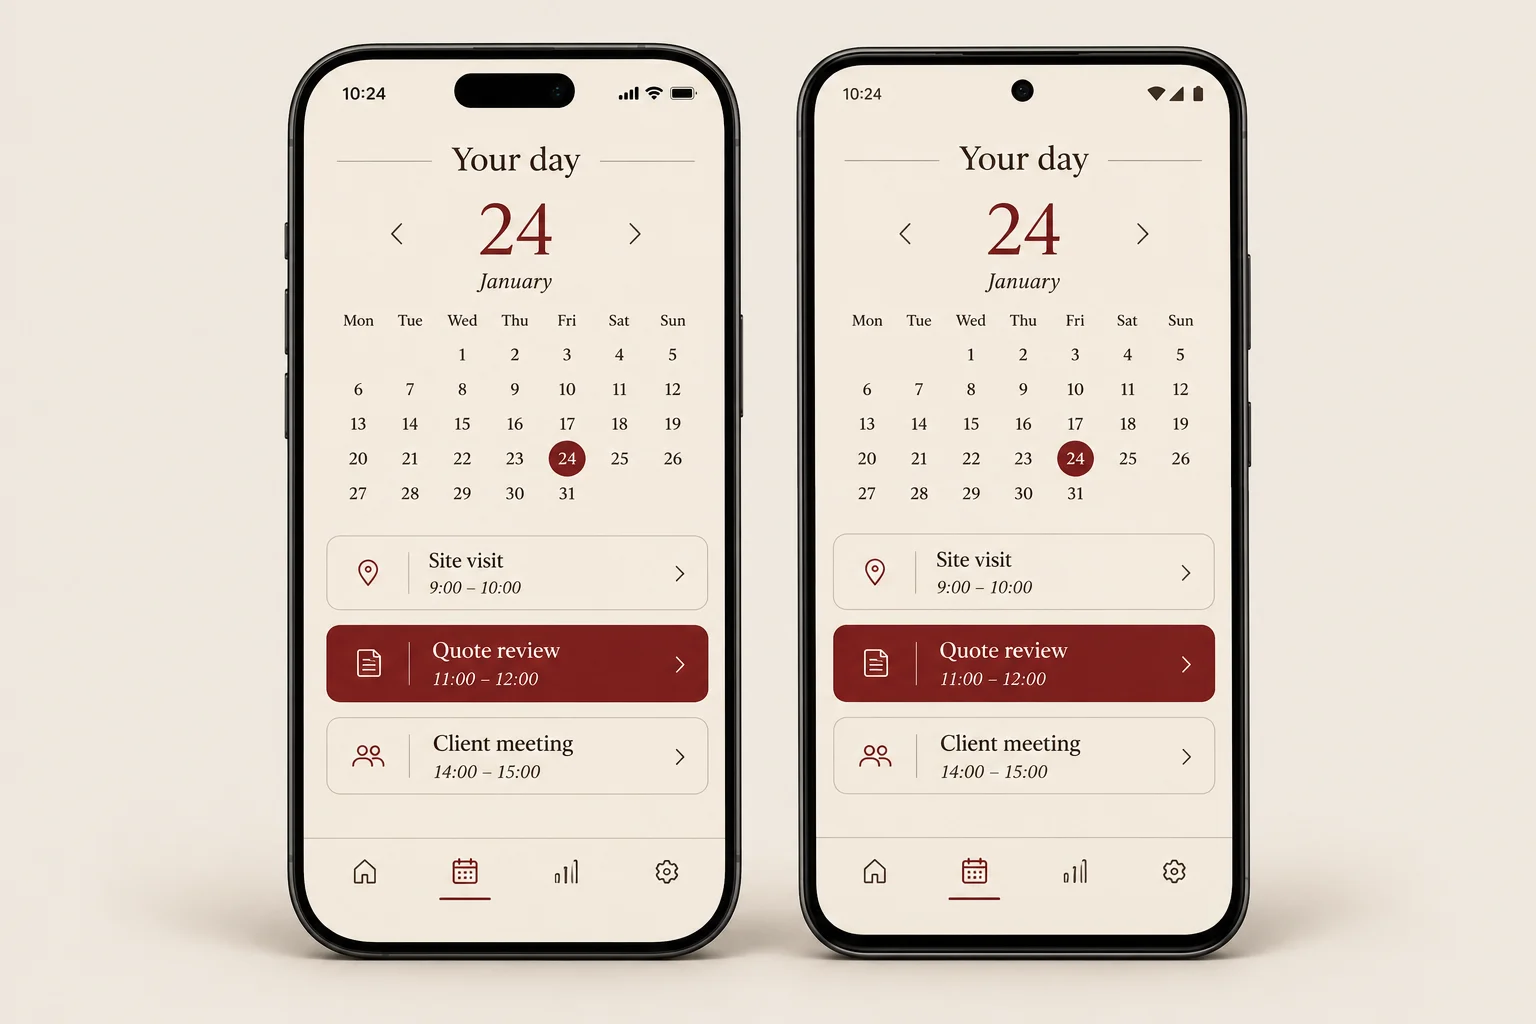 10:24
Your day
24
January
Mon Tue Wed Thu Fri Sat Sun
1 2 3 4 5
6 7 8 9 10 11 12
13 14 15 16 17 18 19
20 21 22 23 24 25 26
27 28 29 30 31
Site visit
9:00 – 10:00
Quote review
11:00 – 12:00
Client meeting
14:00 – 15:00
10:24
Your day
24
January
Mon Tue Wed Thu Fri Sat Sun
1 2 3 4 5
6 7 8 9 10 11 12
13 14 15 16 17 18 19
20 21 22 23 24 25 26
27 28 29 30 31
Site visit
9:00 – 10:00
Quote review
11:00 – 12:00
Client meeting
14:00 – 15:00